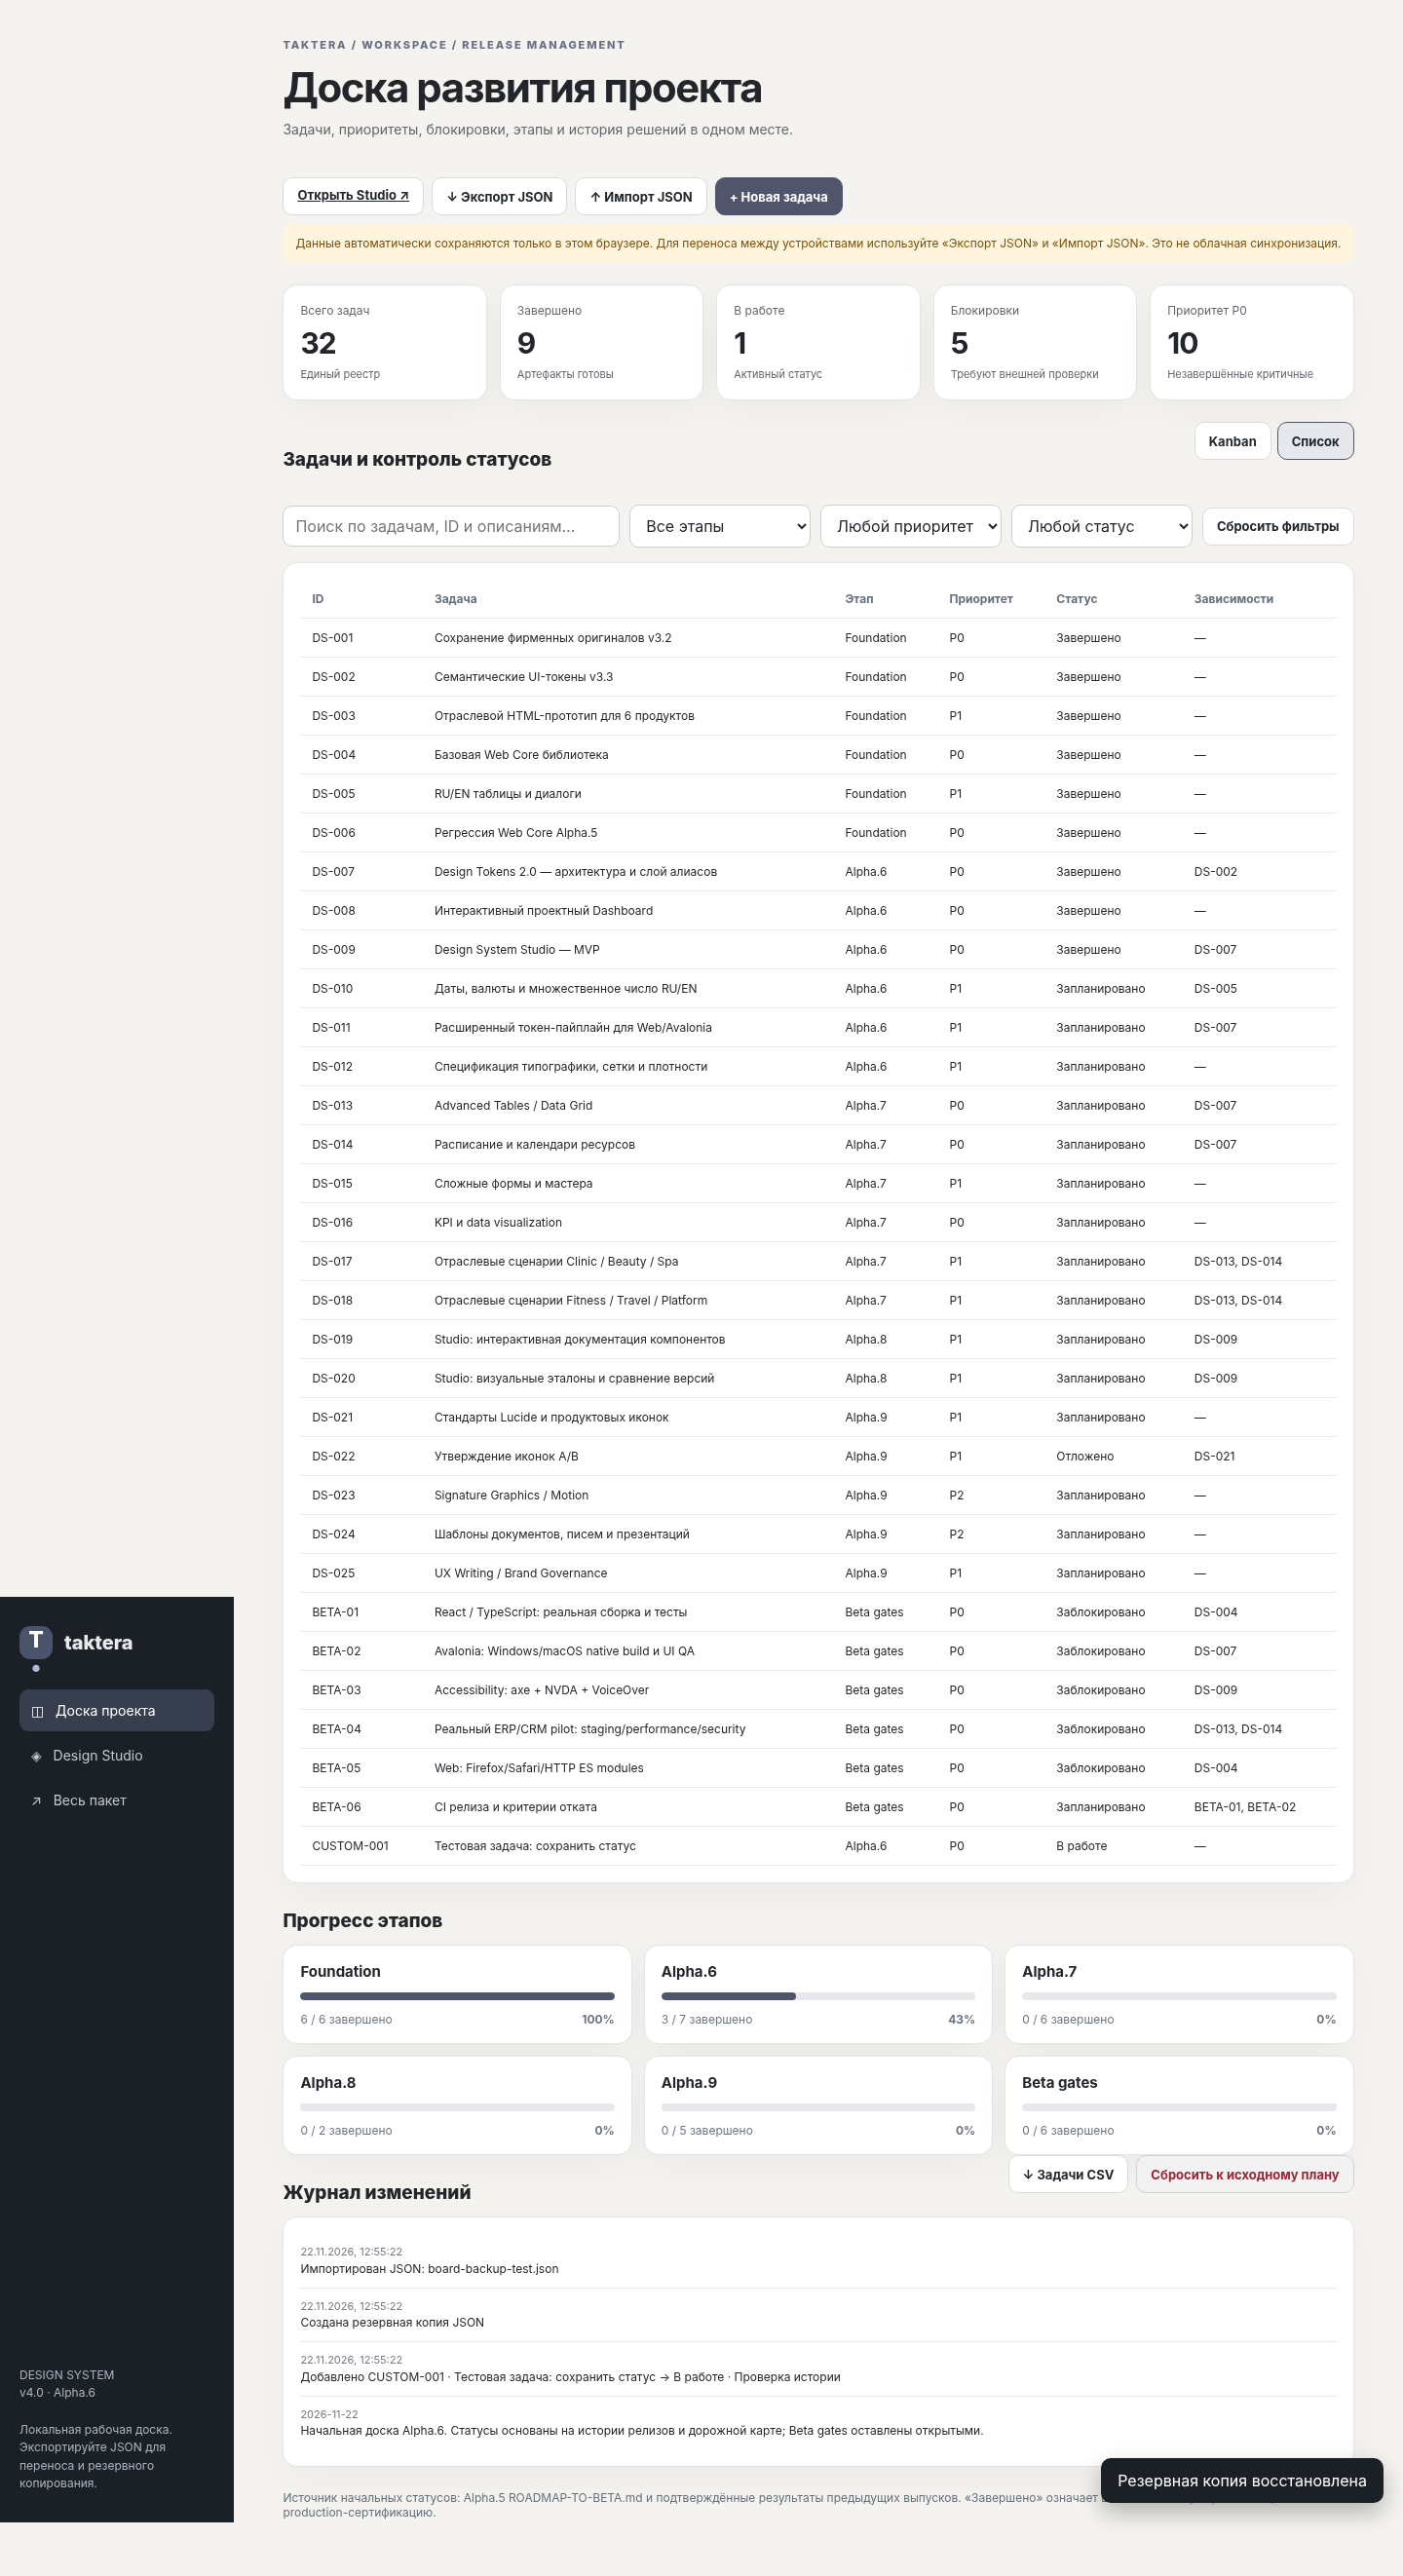 TAKTERA / WORKSPACE / RELEASE MANAGEMENT
Доска развития проекта
Задачи, приоритеты, блокировки, этапы и история решений в одном месте.
Открыть Studio ↗
↓ Экспорт JSON
↑ Импорт JSON
+ Новая задача
Данные автоматически сохраняются только в этом браузере. Для переноса между устройствами используйте «Экспорт JSON» и «Импорт JSON». Это не облачная синхронизация.
Всего задач
32
Единый реестр
Завершено
9
Артефакты готовы
В работе
1
Активный статус
Блокировки
5
Требуют внешней проверки
Приоритет P0
10
Незавершённые критичные
Задачи и контроль статусов
Kanban
Список
Поиск по задачам, ID и описаниям...
Все этапы
Любой приоритет
Любой статус
Сбросить фильтры
ID Задача Этап Приоритет Статус Зависимости
DS-001 Сохранение фирменных оригиналов v3.2 Foundation P0 Завершено —
DS-002 Семантические UI-токены v3.3 Foundation P0 Завершено —
DS-003 Отраслевой HTML-прототип для 6 продуктов Foundation P1 Завершено —
DS-004 Базовая Web Core библиотека Foundation P0 Завершено —
DS-005 RU/EN таблицы и диалоги Foundation P1 Завершено —
DS-006 Регрессия Web Core Alpha.5 Foundation P0 Завершено —
DS-007 Design Tokens 2.0 — архитектура и слой алиасов Alpha.6 P0 Завершено DS-002
DS-008 Интерактивный проектный Dashboard Alpha.6 P0 Завершено —
DS-009 Design System Studio — MVP Alpha.6 P0 Завершено DS-007
DS-010 Даты, валюты и множественное число RU/EN Alpha.6 P1 Запланировано DS-005
DS-011 Расширенный токен-пайплайн для Web/Avalonia Alpha.6 P1 Запланировано DS-007
DS-012 Спецификация типографики, сетки и плотности Alpha.6 P1 Запланировано —
DS-013 Advanced Tables / Data Grid Alpha.7 P0 Запланировано DS-007
DS-014 Расписание и календари ресурсов Alpha.7 P0 Запланировано DS-007
DS-015 Сложные формы и мастера Alpha.7 P1 Запланировано —
DS-016 KPI и data visualization Alpha.7 P0 Запланировано —
DS-017 Отраслевые сценарии Clinic / Beauty / Spa Alpha.7 P1 Запланировано DS-013, DS-014
DS-018 Отраслевые сценарии Fitness / Travel / Platform Alpha.7 P1 Запланировано DS-013, DS-014
DS-019 Studio: интерактивная документация компонентов Alpha.8 P1 Запланировано DS-009
DS-020 Studio: визуальные эталоны и сравнение версий Alpha.8 P1 Запланировано DS-009
DS-021 Стандарты Lucide и продуктовых иконок Alpha.9 P1 Запланировано —
DS-022 Утверждение иконок A/B Alpha.9 P1 Отложено DS-021
DS-023 Signature Graphics / Motion Alpha.9 P2 Запланировано —
DS-024 Шаблоны документов, писем и презентаций Alpha.9 P2 Запланировано —
DS-025 UX Writing / Brand Governance Alpha.9 P1 Запланировано —
BETA-01 React / TypeScript: реальная сборка и тесты Beta gates P0 Заблокировано DS-004
BETA-02 Avalonia: Windows/macOS native build и UI QA Beta gates P0 Заблокировано DS-007
BETA-03 Accessibility: axe + NVDA + VoiceOver Beta gates P0 Заблокировано DS-009
BETA-04 Реальный ERP/CRM pilot: staging/performance/security Beta gates P0 Заблокировано DS-013, DS-014
BETA-05 Web: Firefox/Safari/HTTP ES modules Beta gates P0 Заблокировано DS-004
BETA-06 CI релиза и критерии отката Beta gates P0 Запланировано BETA-01, BETA-02
CUSTOM-001 Тестовая задача: сохранить статус Alpha.6 P0 В работе —
T taktera
Доска проекта
Design Studio
↗ Весь пакет
DESIGN SYSTEM
v4.0 · Alpha.6
Локальная рабочая доска.
Экспортируйте JSON для
переноса и резервного
копирования.
Прогресс этапов
Foundation
6 / 6 завершено 100%
Alpha.6
3 / 7 завершено 43%
Alpha.7
0 / 6 завершено 0%
Alpha.8
0 / 2 завершено 0%
Alpha.9
0 / 5 завершено 0%
Beta gates
0 / 6 завершено 0%
Журнал изменений
↓ Задачи CSV
Сбросить к исходному плану
22.11.2026, 12:55:22
Импортирован JSON: board-backup-test.json
22.11.2026, 12:55:22
Создана резервная копия JSON
22.11.2026, 12:55:22
Добавлено CUSTOM-001 · Тестовая задача: сохранить статус → В работе · Проверка истории
2026-11-22
Начальная доска Alpha.6. Статусы основаны на истории релизов и дорожной карте; Beta gates оставлены открытыми.
Резервная копия восстановлена
Источник начальных статусов: Alpha.5 ROADMAP-TO-BETA.md и подтверждённые результаты предыдущих выпусков. «Завершено» означает
production-сертификацию.